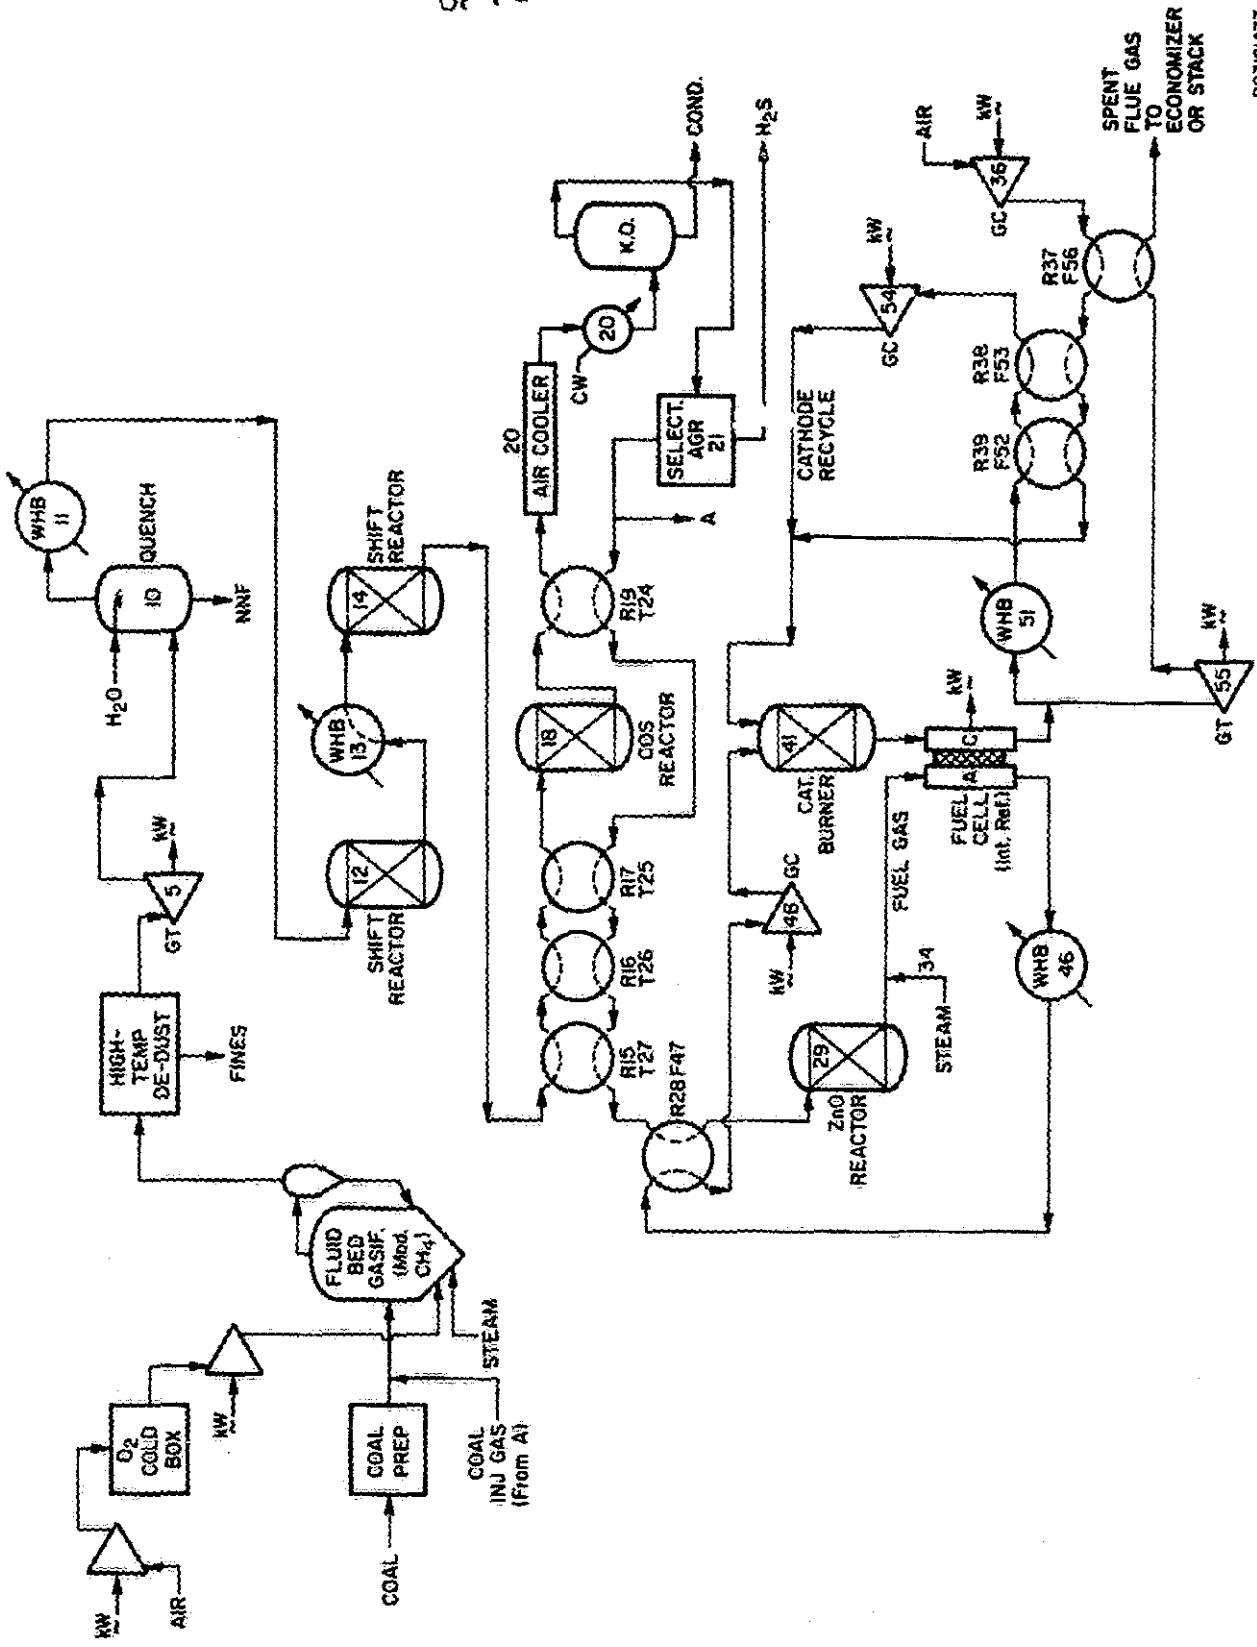 kW
AIR
O2
COLD
BOX
kW
COAL
COAL
PREP
COAL
INJ GAS
(From A)
STEAM
FLUID
BED
GASIF.
(Mod.
CH4)
HIGH-
TEMP
DE-DUST
FINES
GT
5
kW
H2O
10
QUENCH
NNF
WHB
11
12
SHIFT
REACTOR
WHB
13
14
SHIFT
REACTOR
R15
T27
R16
T26
R17
T25
18
COS
REACTOR
R19
T24
20
AIR COOLER
CW
20
K.O.
COND.
SELECT.
AGR
21
A
H2S
R28 F47
29
ZnO
REACTOR
34
STEAM
FUEL GAS
kW
48
GC
41
CAT.
BURNER
CATHODE
RECYCLE
A
C
kW
FUEL
CELL
(Int. Ref.)
WHB
46
WHB
51
R39
F52
R38
F53
GC
54
kW
AIR
GC
36
kW
R37
F56
GT
55
kW
SPENT
FLUE GAS
TO
ECONOMIZER
OR STACK